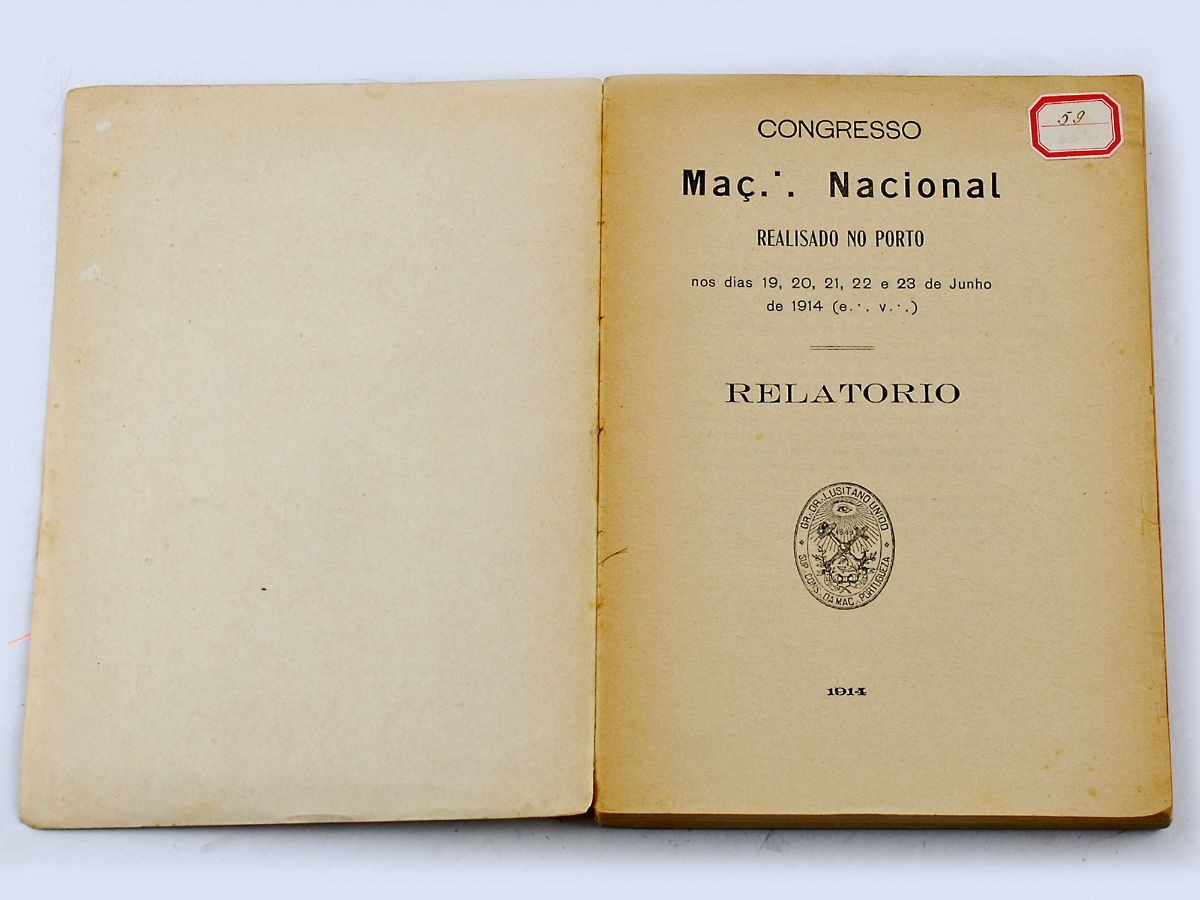 59
CONGRESSO
Maç.˙. Nacional
REALISADO NO PORTO
nos dias 19, 20, 21, 22 e 23 de Junho
de 1914 (e.˙. v.˙.)
RELATORIO
GR. OR. LUSITANO UNIDO
SUP. CONS. DA MAÇ. PORTUGUEZA
1914